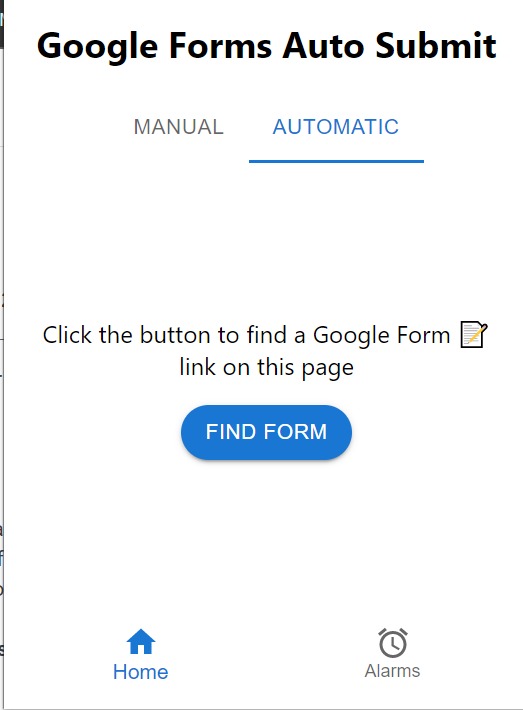 Google Forms Auto Submit
MANUAL AUTOMATIC
Click the button to find a Google Form 📝
link on this page
FIND FORM
Home Alarms